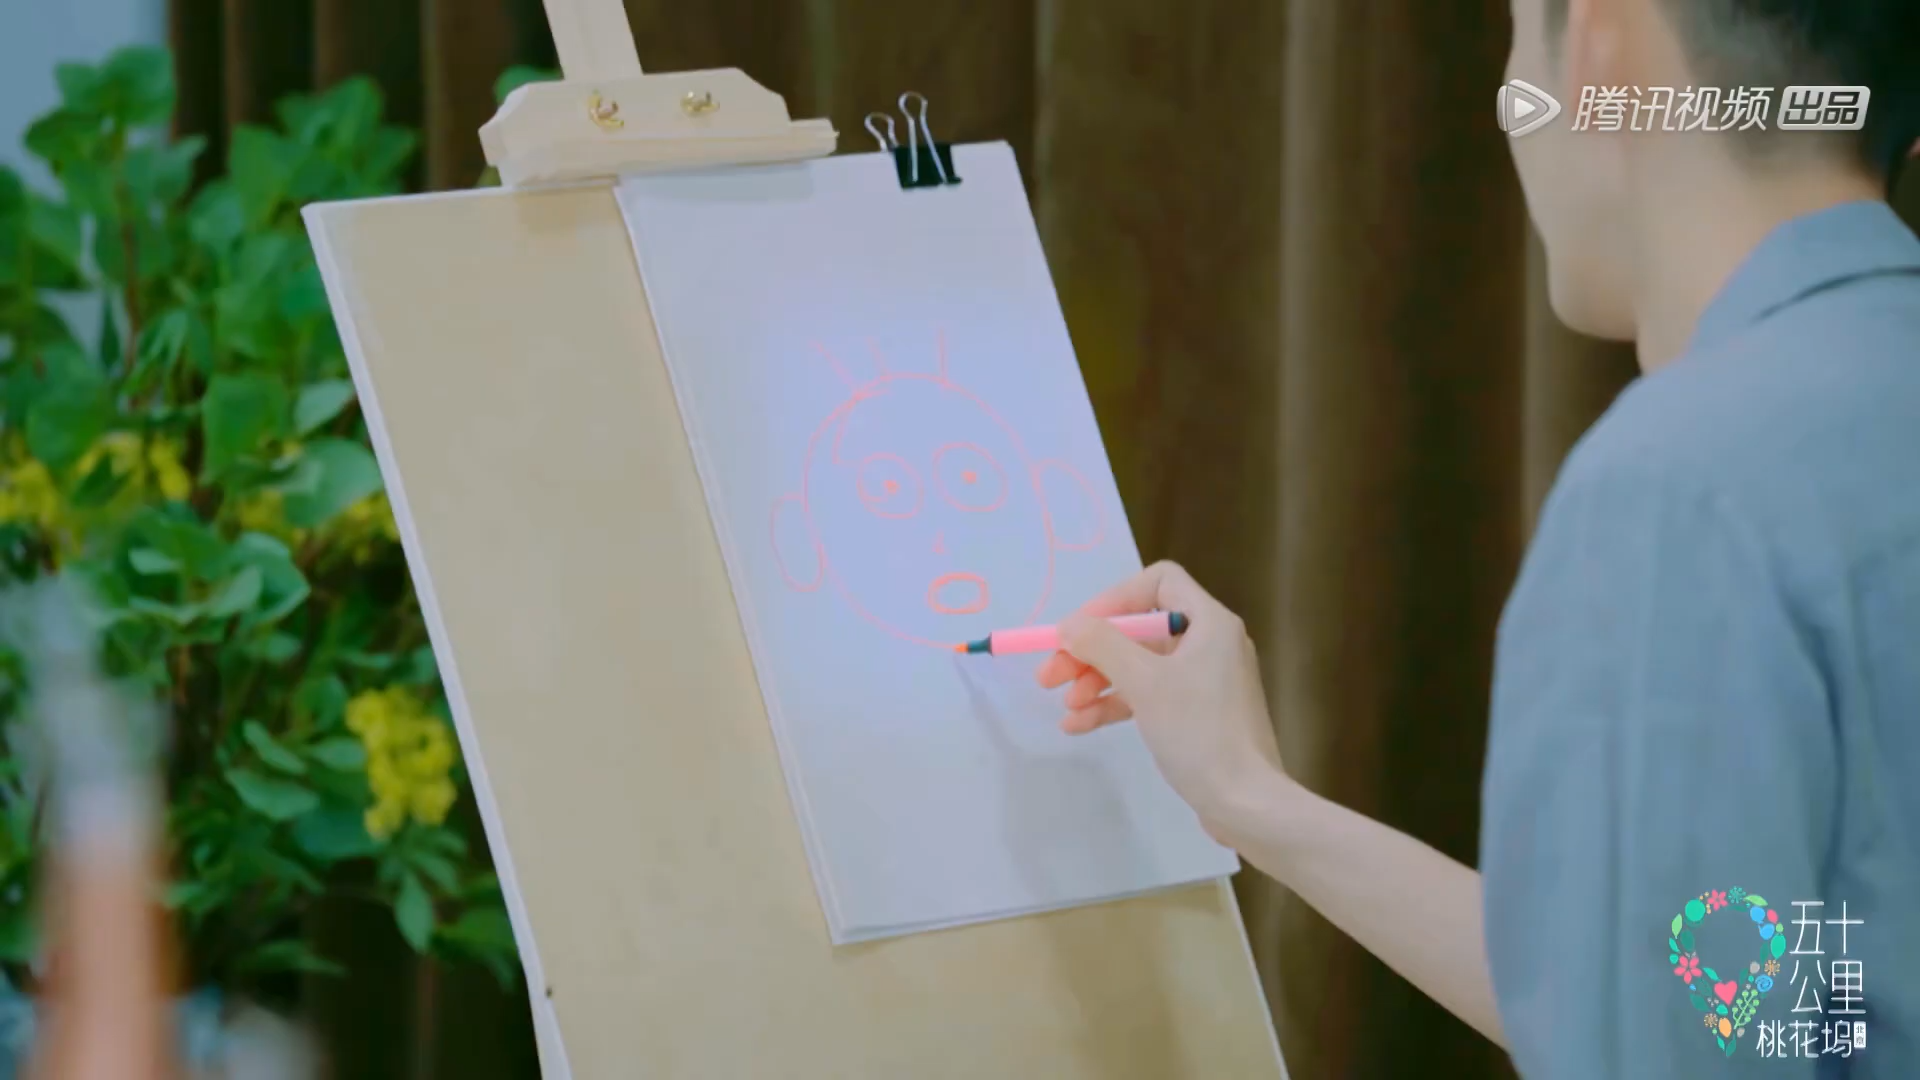 腾讯视频 出品
五十
公里
桃花坞